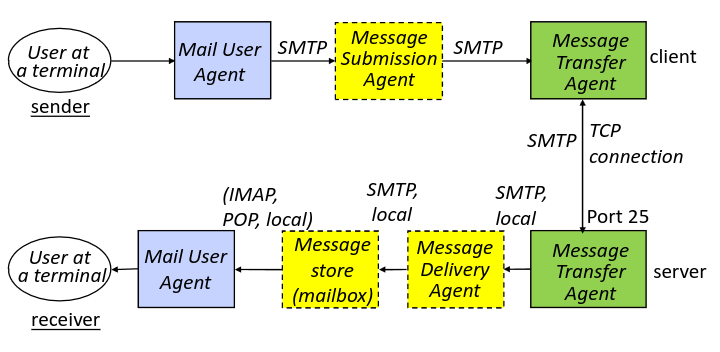 User at
a terminal
sender
Mail User
Agent
SMTP
Message
Submission
Agent
SMTP
Message
Transfer
Agent
client
SMTP
TCP
connection
Port 25
(IMAP,
POP, local)
SMTP,
local
SMTP,
local
User at
a terminal
receiver
Mail User
Agent
Message
store
(mailbox)
Message
Delivery
Agent
Message
Transfer
Agent
server